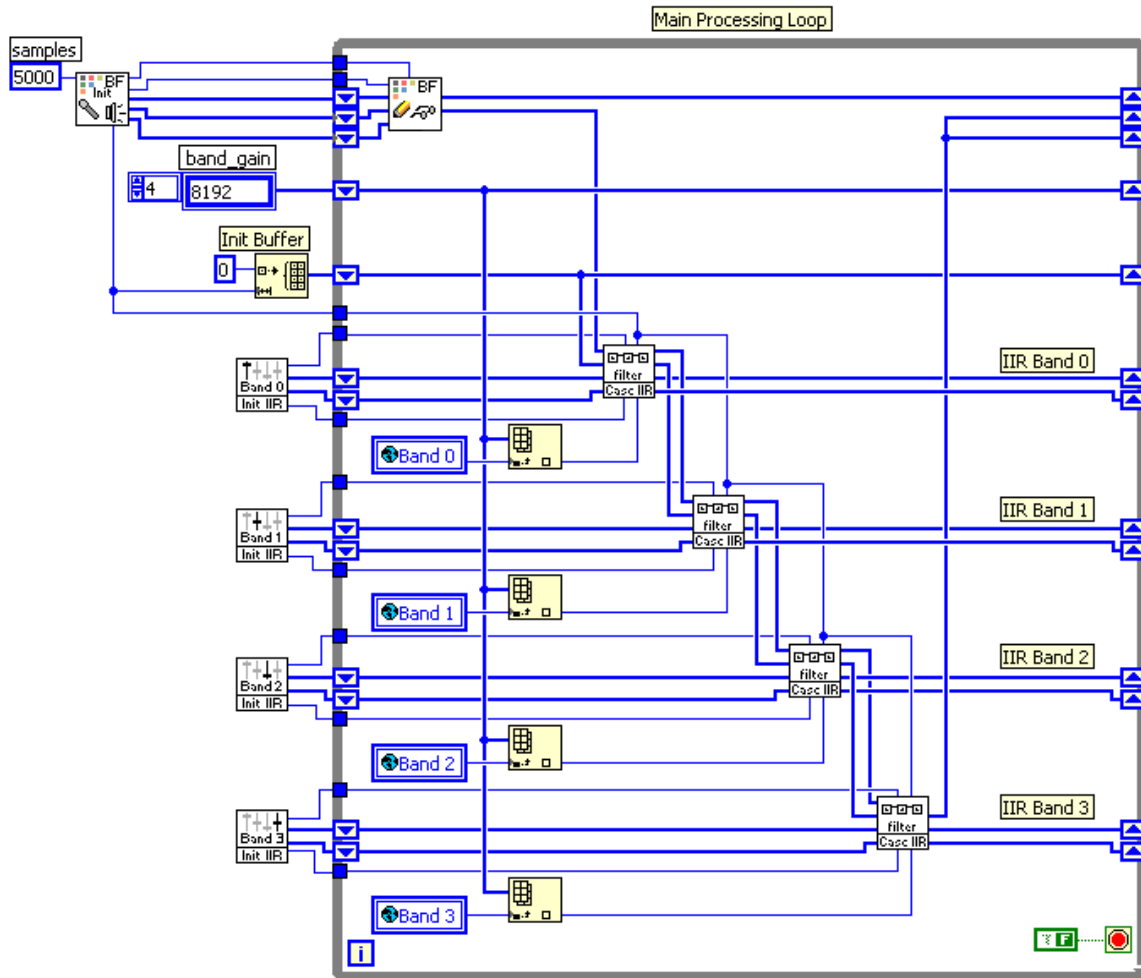 Main Processing Loop
samples
5000
BF
Init
BF
band_gain
4
8192
Init Buffer
0
filter
Casc IIR
IIR Band 0
Band 0
Init IIR
Band 0
filter
Casc IIR
IIR Band 1
Band 1
Init IIR
Band 1
filter
Casc IIR
IIR Band 2
Band 2
Init IIR
Band 2
filter
Casc IIR
IIR Band 3
Band 3
Init IIR
Band 3
i
F